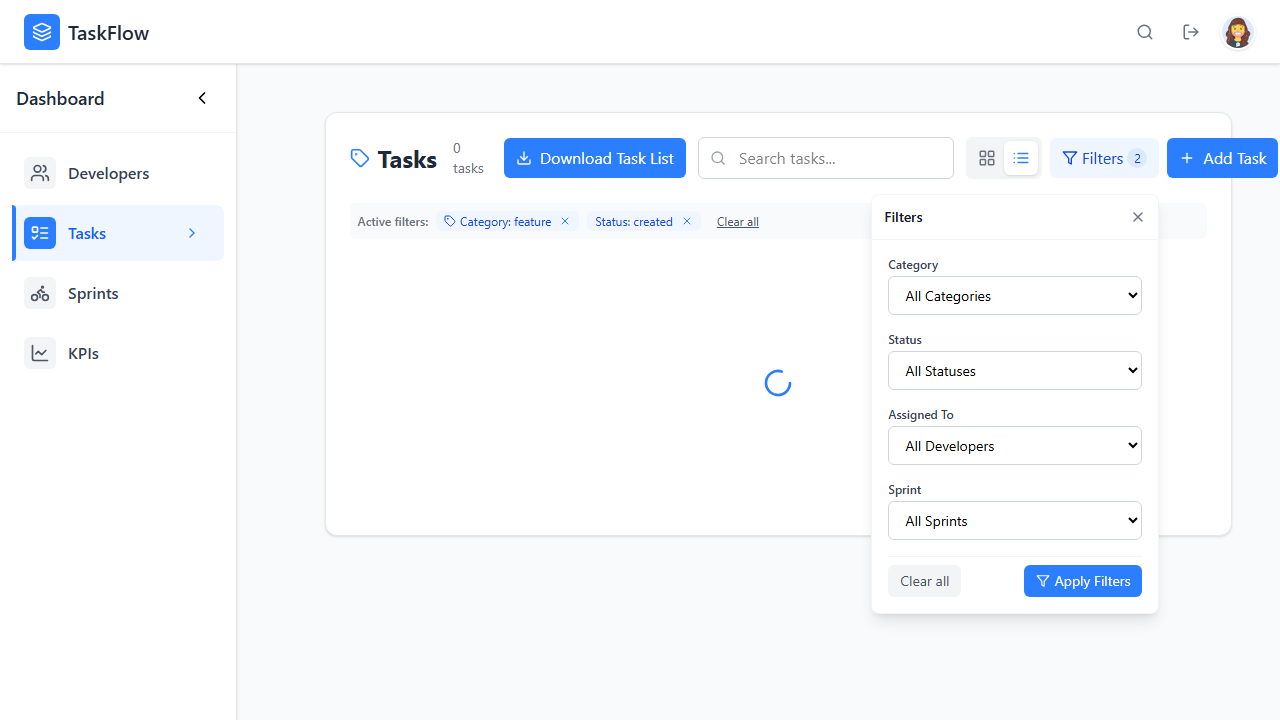 TaskFlow
Dashboard
Developers
Tasks
Sprints
KPIs
Tasks
0
tasks
Download Task List
Search tasks...
Filters 2
Add Task
Active filters: Category: feature Status: created Clear all
Filters
Category
All Categories
Status
All Statuses
Assigned To
All Developers
Sprint
All Sprints
Clear all
Apply Filters